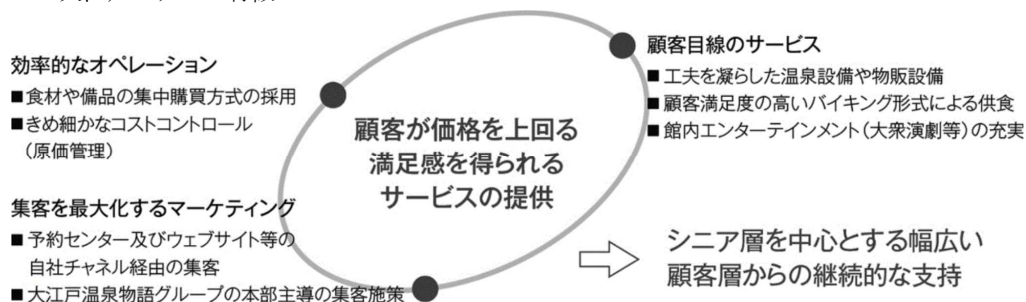 効率的なオペレーション
■食材や備品の集中購買方式の採用
■きめ細かなコストコントロール
（原価管理）
顧客目線のサービス
■工夫を凝らした温泉設備や物販設備
■顧客満足度の高いバイキング形式による供食
■館内エンターテインメント（大衆演劇等）の充実
顧客が価格を上回る
満足感を得られる
サービスの提供
集客を最大化するマーケティング
■予約センター及びウェブサイト等の
自社チャネル経由の集客
■大江戸温泉物語グループの本部主導の集客施策
シニア層を中心とする幅広い
顧客層からの継続的な支持